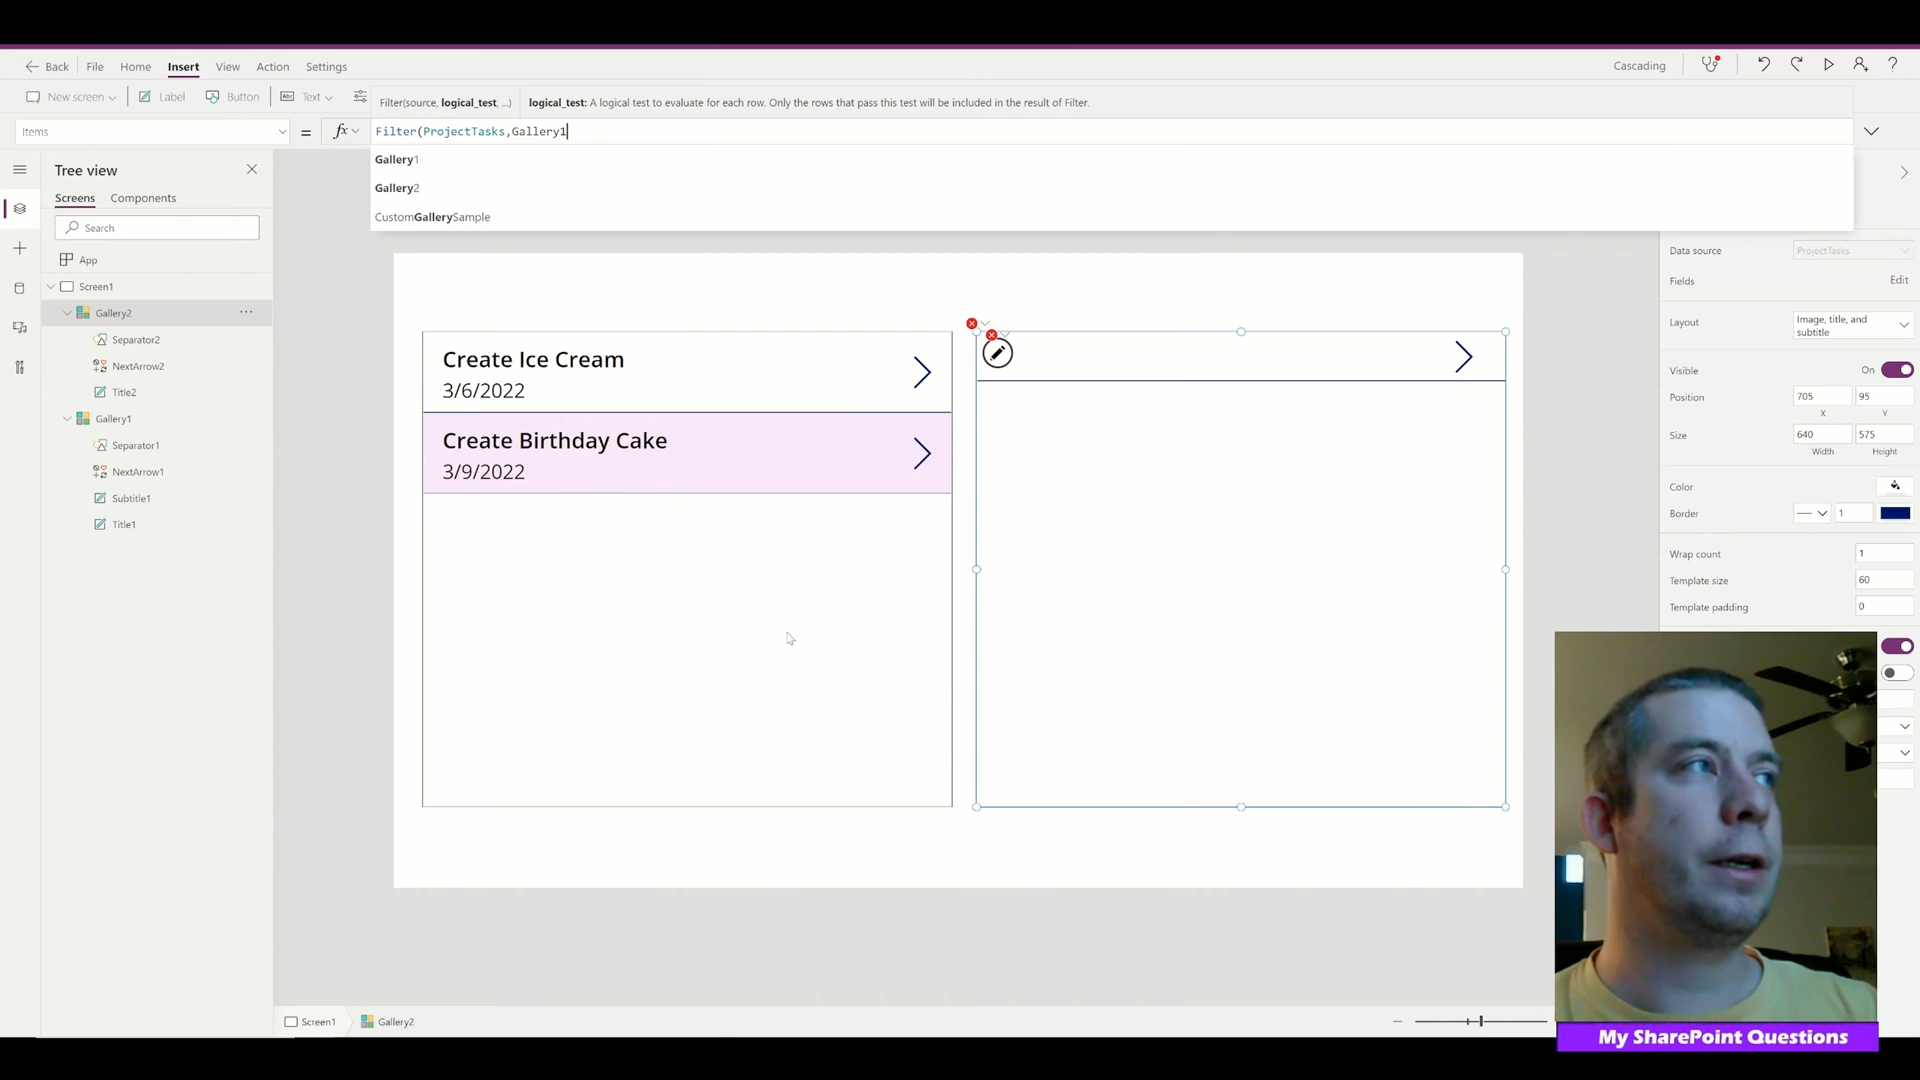 Back File Home Insert View Action Settings Cascading
New screen Label Button Text Filter(source, logical_test, ...) logical_test: A logical test to evaluate for each row. Only the rows that pass this test will be included in the result of Filter.
Items = fx Filter(ProjectTasks,Gallery1
Gallery1
Gallery2
CustomGallerySample
Tree view
Screens Components
Search
App
Screen1
Gallery2
Separator2
NextArrow2
Title2
Gallery1
Separator1
NextArrow1
Subtitle1
Title1
Create Ice Cream
3/6/2022
Create Birthday Cake
3/9/2022
Data source ProjectTasks
Fields Edit
Layout Image, title, and
subtitle
Visible On
Position 705 95
X Y
Size 640 575
Width Height
Color
Border 1
Wrap count 1
Template size 60
Template padding 0
Screen1 Gallery2
My SharePoint Questions